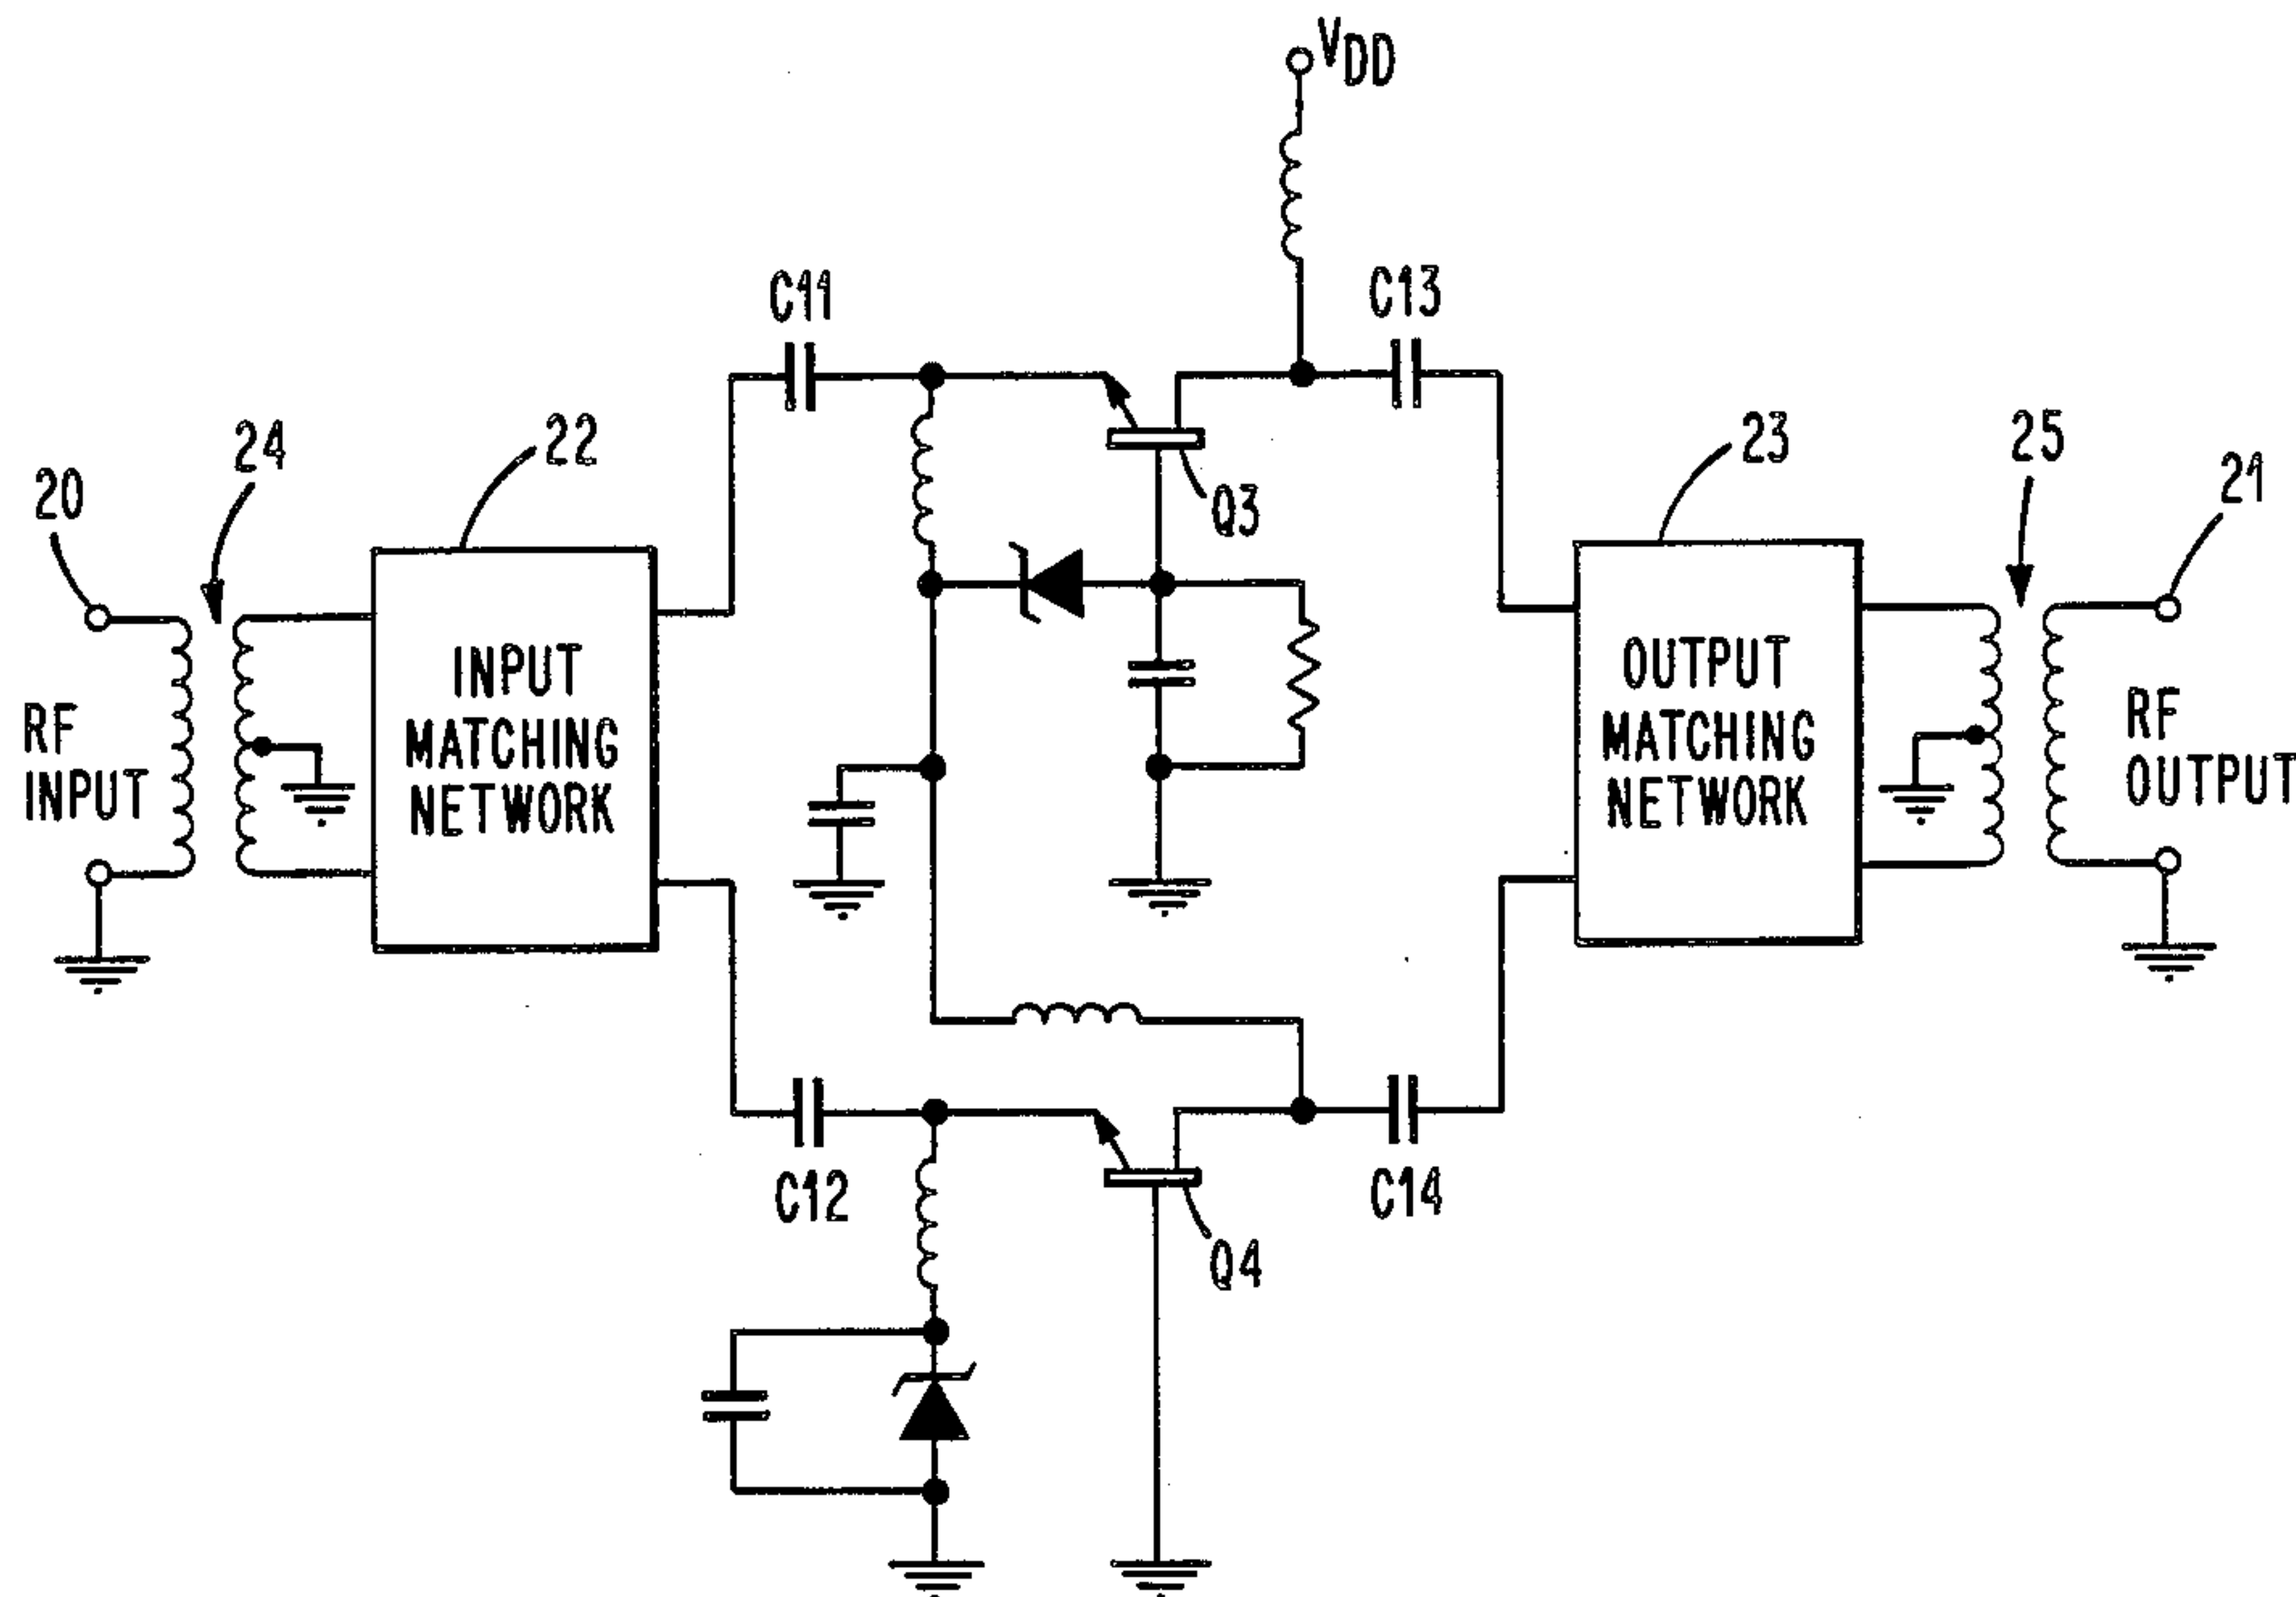 VDD
C11
C13
24
22
23
25
20
21
Q3
RF
INPUT
INPUT
MATCHING
NETWORK
OUTPUT
MATCHING
NETWORK
RF
OUTPUT
C12
C14
Q4